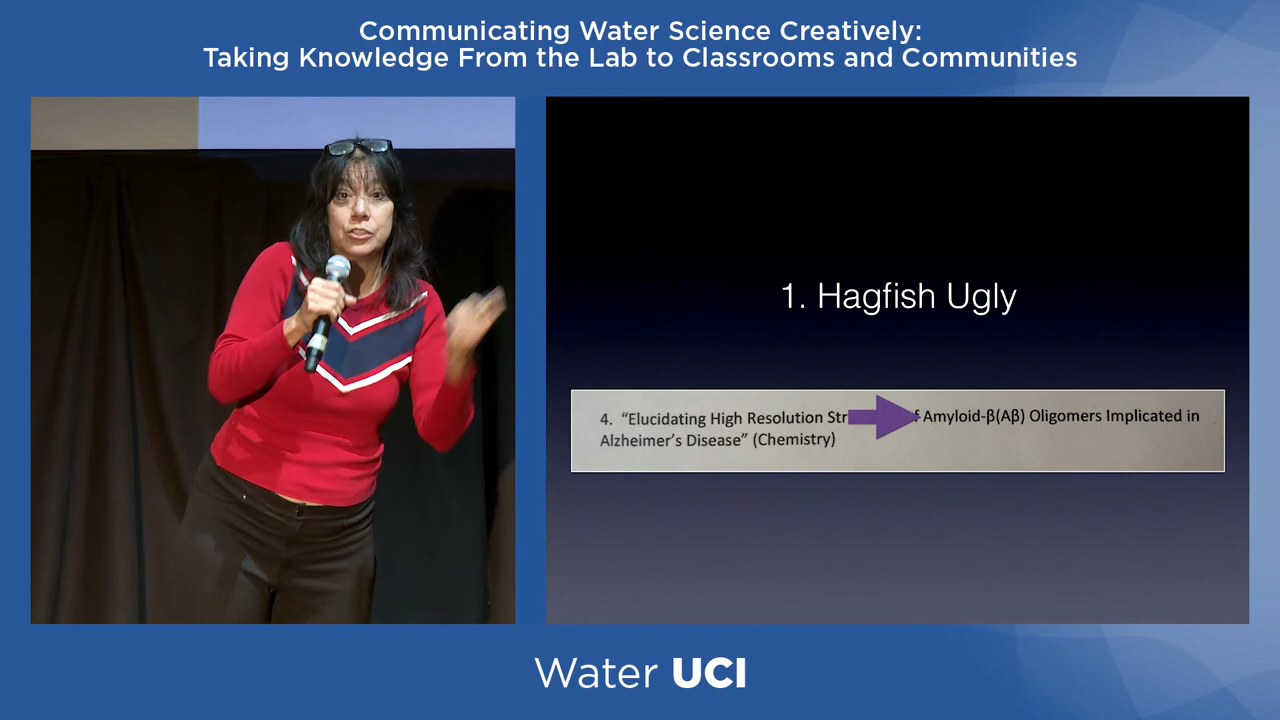 Communicating Water Science Creatively:
Taking Knowledge From the Lab to Classrooms and Communities
1. Hagfish Ugly
4. “Elucidating High Resolution Str f Amyloid-β(Aβ) Oligomers Implicated in
Alzheimer’s Disease” (Chemistry)
Water UCI